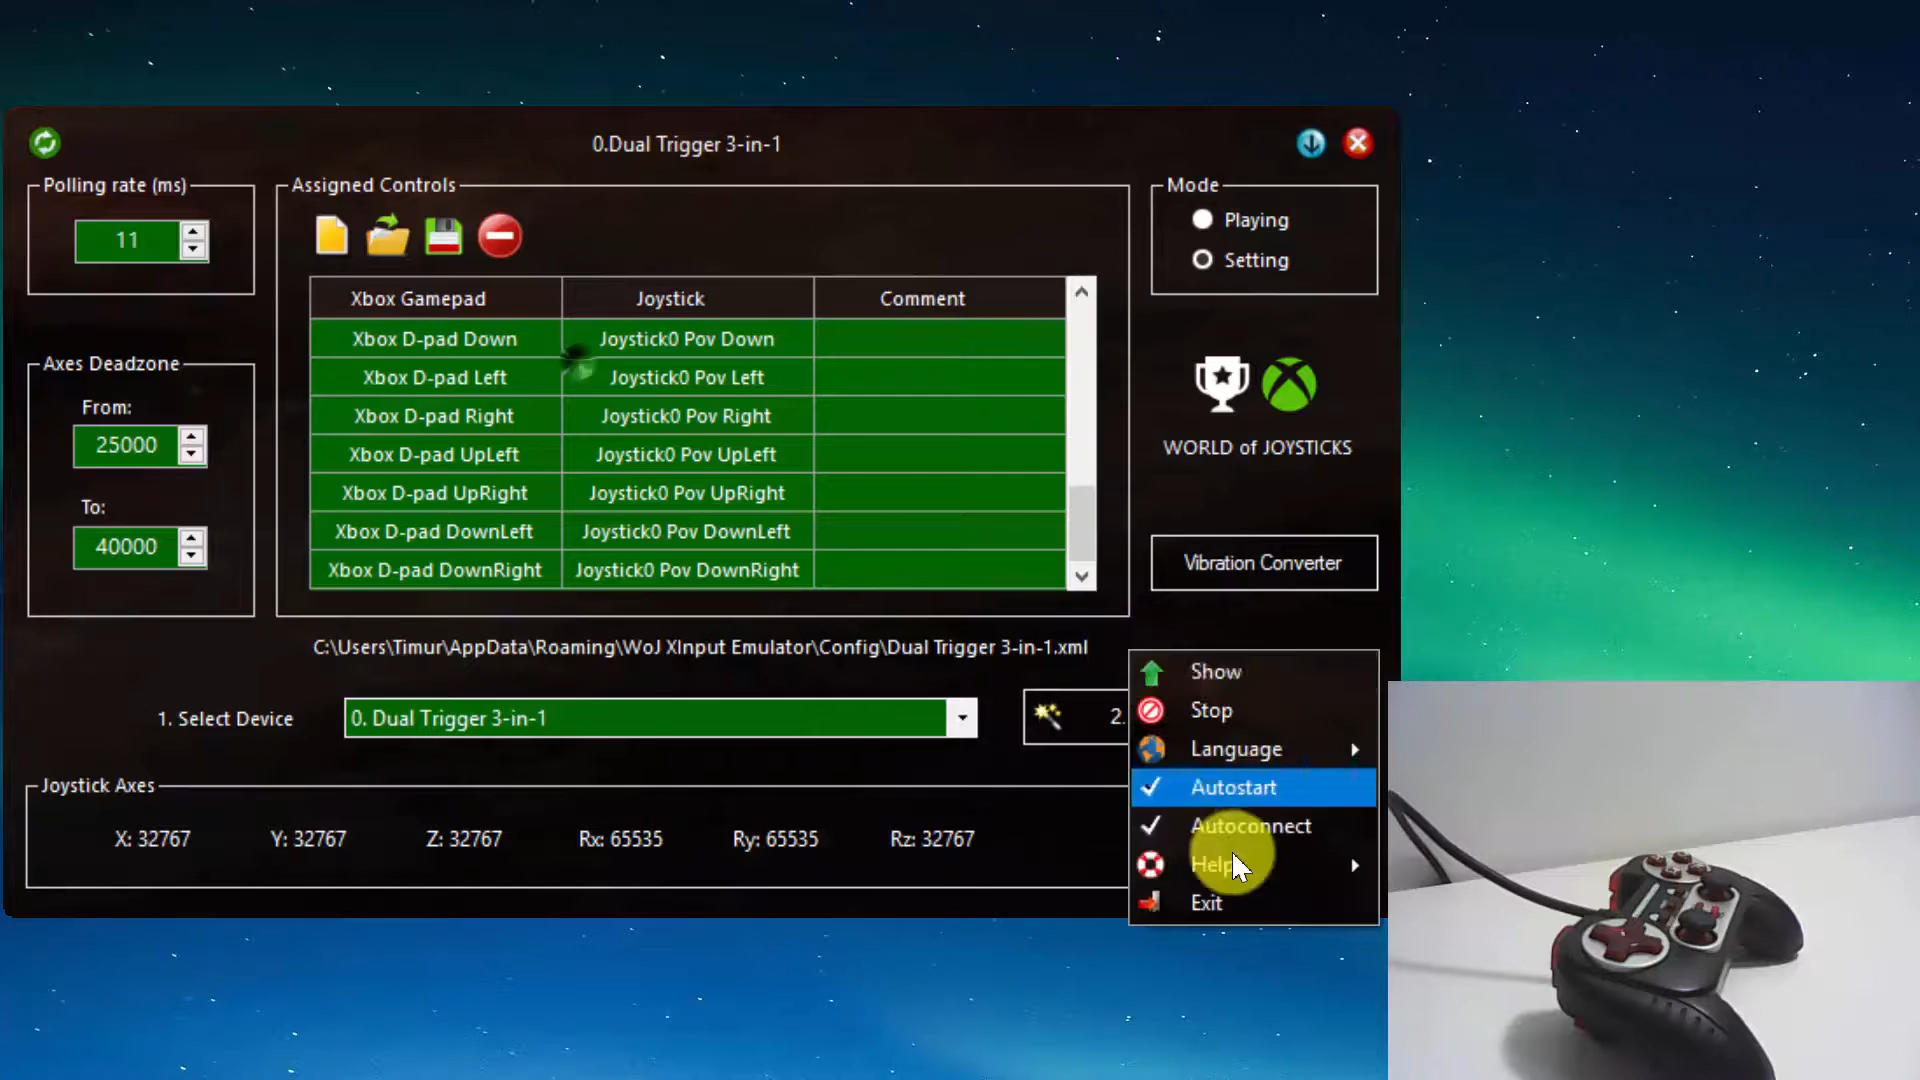 0.Dual Trigger 3-in-1
Polling rate (ms)
11
Axes Deadzone
From:
25000
To:
40000
Assigned Controls
Xbox Gamepad Joystick Comment
Xbox D-pad Down Joystick0 Pov Down
Xbox D-pad Left Joystick0 Pov Left
Xbox D-pad Right Joystick0 Pov Right
Xbox D-pad UpLeft Joystick0 Pov UpLeft
Xbox D-pad UpRight Joystick0 Pov UpRight
Xbox D-pad DownLeft Joystick0 Pov DownLeft
Xbox D-pad DownRight Joystick0 Pov DownRight
Mode
Playing
Setting
WORLD of JOYSTICKS
Vibration Converter
C:\Users\Timur\AppData\Roaming\WoJ XInput Emulator\Config\Dual Trigger 3-in-1.xml
1. Select Device
0. Dual Trigger 3-in-1
2.
Show
Stop
Language
Autostart
Autoconnect
Help
Exit
Joystick Axes
X: 32767 Y: 32767 Z: 32767 Rx: 65535 Ry: 65535 Rz: 32767